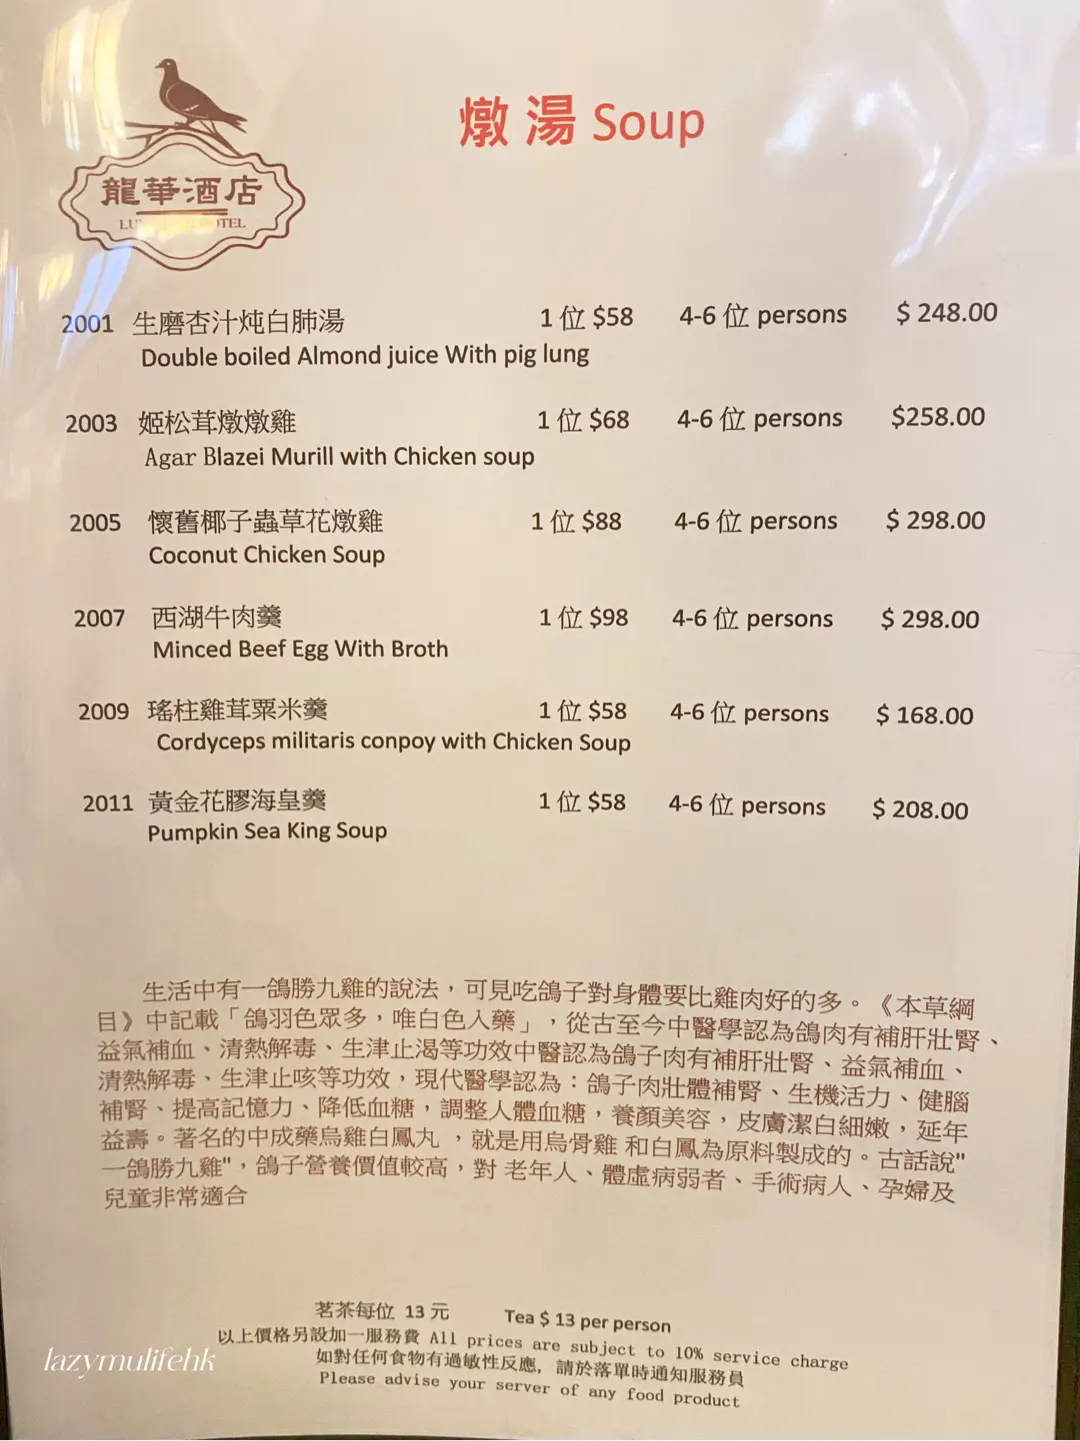 龍華酒店
燉湯 Soup
2001 生磨杏汁炖白肺湯 1 位 $58 4-6 位 persons $ 248.00
Double boiled Almond juice With pig lung
2003 姬松茸燉燉雞 1 位 $68 4-6 位 persons $258.00
Agar Blazei Murill with Chicken soup
2005 懷舊椰子蟲草花燉雞 1 位 $88 4-6 位 persons $ 298.00
Coconut Chicken Soup
2007 西湖牛肉羹 1 位 $98 4-6 位 persons $ 298.00
Minced Beef Egg With Broth
2009 瑤柱雞茸粟米羹 1 位 $58 4-6 位 persons $ 168.00
Cordyceps militaris conpoy with Chicken Soup
2011 黃金花膠海皇羹 1 位 $58 4-6 位 persons $ 208.00
Pumpkin Sea King Soup
生活中有一鴿勝九雞的說法，可見吃鴿子對身體要比雞肉好的多。《本草綱
目》中記載「鴿羽色眾多，唯白色入藥」，從古至今中醫學認為鴿肉有補肝壯腎、
益氣補血、清熱解毒、生津止渴等功效中醫認為鴿子肉有補肝壯腎、益氣補血、
清熱解毒、生津止咳等功效，現代醫學認為：鴿子肉壯體補腎、生機活力、健腦
補腎、提高記憶力、降低血糖，調整人體血糖，養顏美容，皮膚潔白細嫩，延年
益壽。著名的中成藥烏雞白鳳丸 ，就是用烏骨雞 和白鳳為原料製成的。古話說"
一鴿勝九雞"，鴿子營養價值較高，對 老年人、體虛病弱者、手術病人、孕婦及
兒童非常適合
茗茶每位 13 元 Tea $ 13 per person
以上價格另設加一服務費 All prices are subject to 10% service charge
如對任何食物有過敏性反應, 請於落單時通知服務員
Please advise your server of any food product
lazymulifehk